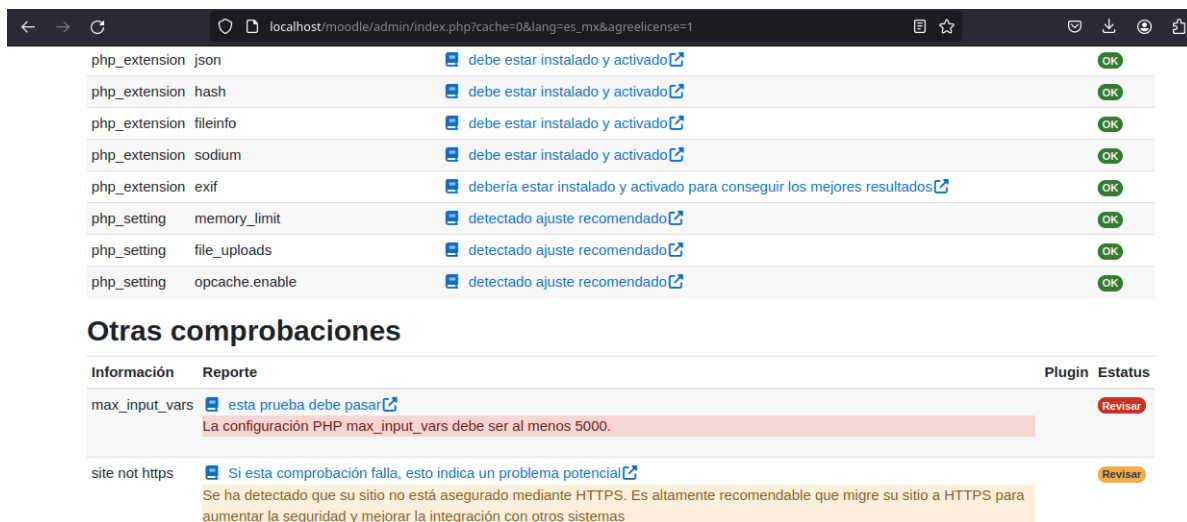 localhost/moodle/admin/index.php?cache=0&lang=es_mx&agreelicense=1
php_extension json debe estar instalado y activado OK
php_extension hash debe estar instalado y activado OK
php_extension fileinfo debe estar instalado y activado OK
php_extension sodium debe estar instalado y activado OK
php_extension exif debería estar instalado y activado para conseguir los mejores resultados OK
php_setting memory_limit detectado ajuste recomendado OK
php_setting file_uploads detectado ajuste recomendado OK
php_setting opcache.enable detectado ajuste recomendado OK
Otras comprobaciones
Información Reporte Plugin Estatus
max_input_vars esta prueba debe pasar Revisar
La configuración PHP max_input_vars debe ser al menos 5000.
site not https Si esta comprobación falla, esto indica un problema potencial Revisar
Se ha detectado que su sitio no está asegurado mediante HTTPS. Es altamente recomendable que migre su sitio a HTTPS para
aumentar la seguridad y mejorar la integración con otros sistemas